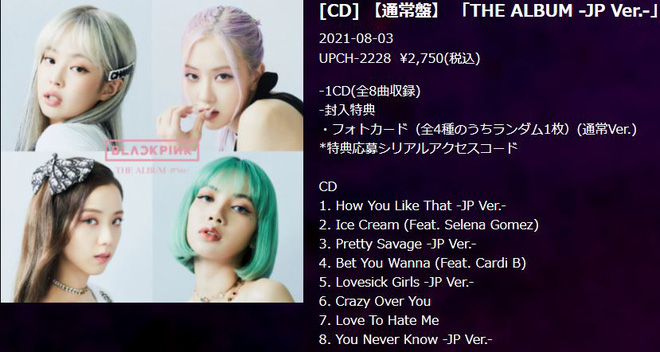 [CD] 【通常盤】 「THE ALBUM -JP Ver.-」
2021-08-03
UPCH-2228 ¥2,750(税込)
-1CD(全8曲収録)
-封入特典
・フォトカード（全4種のうちランダム1枚）(通常Ver.)
*特典応募シリアルアクセスコード
CD
1. How You Like That -JP Ver.-
2. Ice Cream (Feat. Selena Gomez)
3. Pretty Savage -JP Ver.-
4. Bet You Wanna (Feat. Cardi B)
5. Lovesick Girls -JP Ver.-
6. Crazy Over You
7. Love To Hate Me
8. You Never Know -JP Ver.-
BLACKPINK
THE ALBUM -JP Ver.-